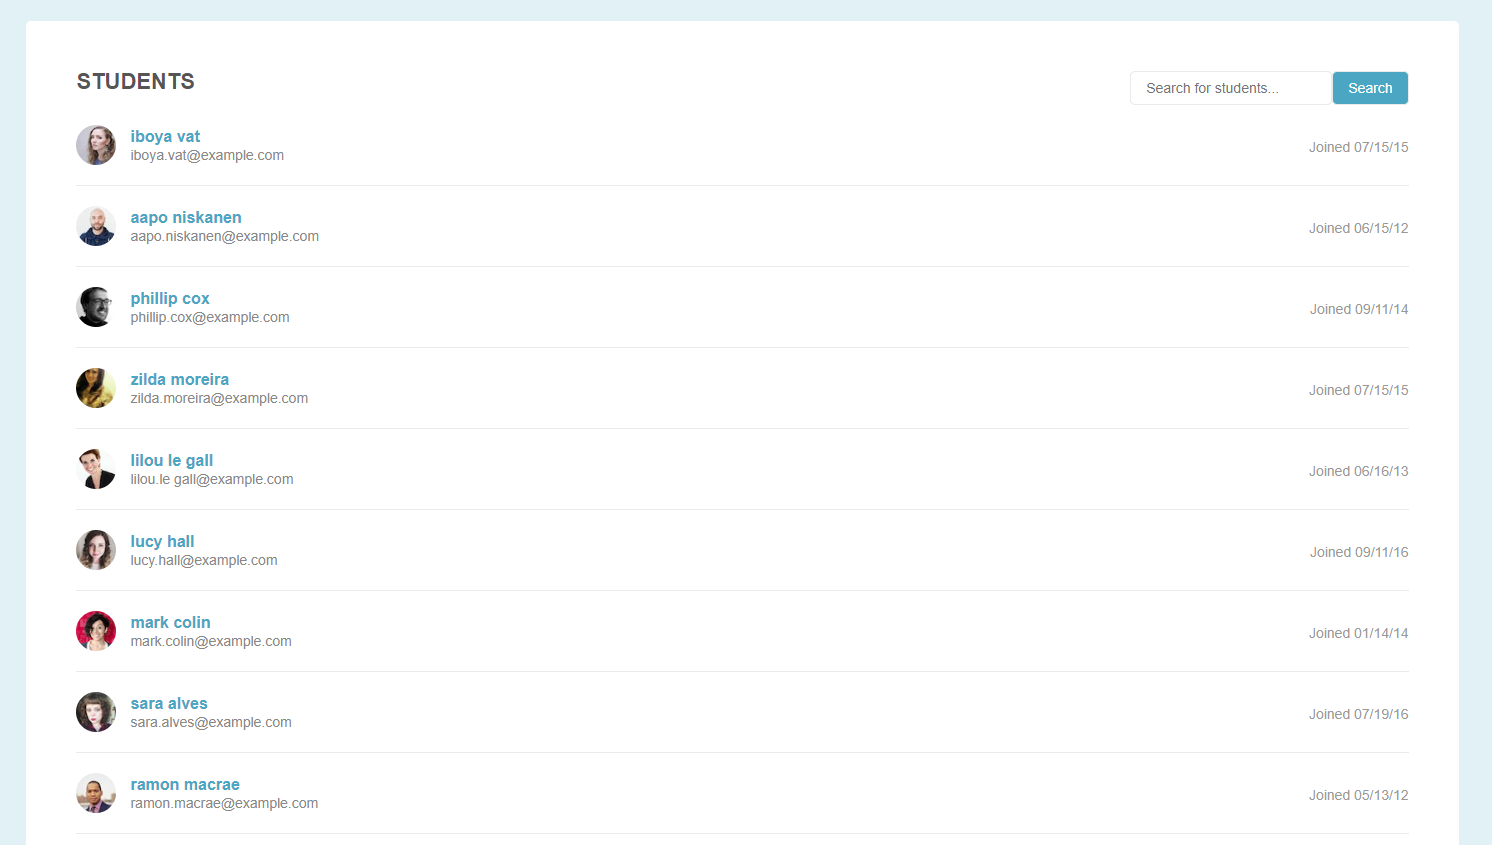 STUDENTS
Search for students...
Search
iboya vat
iboya.vat@example.com
Joined 07/15/15
aapo niskanen
aapo.niskanen@example.com
Joined 06/15/12
phillip cox
phillip.cox@example.com
Joined 09/11/14
zilda moreira
zilda.moreira@example.com
Joined 07/15/15
lilou le gall
lilou.le gall@example.com
Joined 06/16/13
lucy hall
lucy.hall@example.com
Joined 09/11/16
mark colin
mark.colin@example.com
Joined 01/14/14
sara alves
sara.alves@example.com
Joined 07/19/16
ramon macrae
ramon.macrae@example.com
Joined 05/13/12